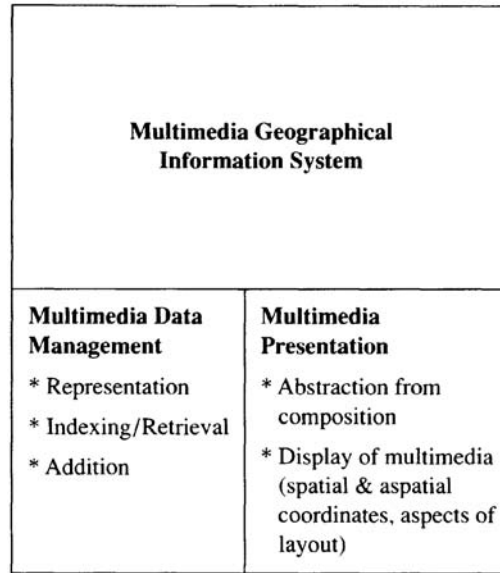 Multimedia Geographical
Information System
Multimedia Data
Management
* Representation
* Indexing/Retrieval
* Addition
Multimedia
Presentation
* Abstraction from
composition
* Display of multimedia
(spatial & aspatial
coordinates, aspects of
layout)